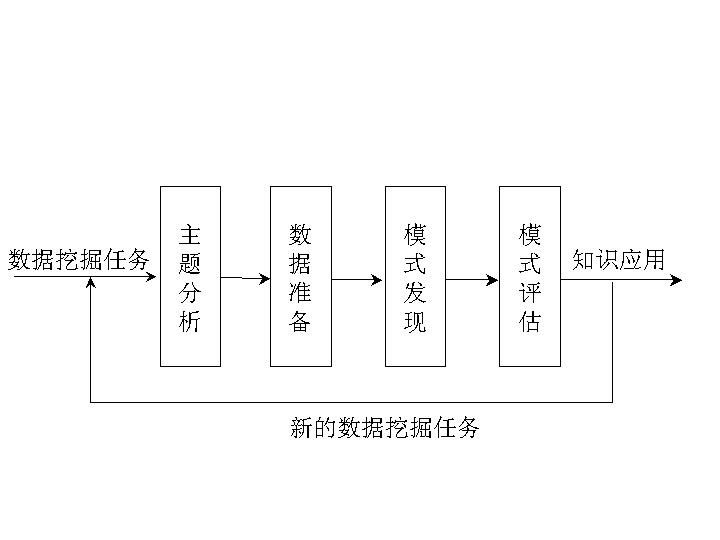 数据挖掘任务
主题分析
数据准备
模式发现
模式评估
知识应用
新的数据挖掘任务